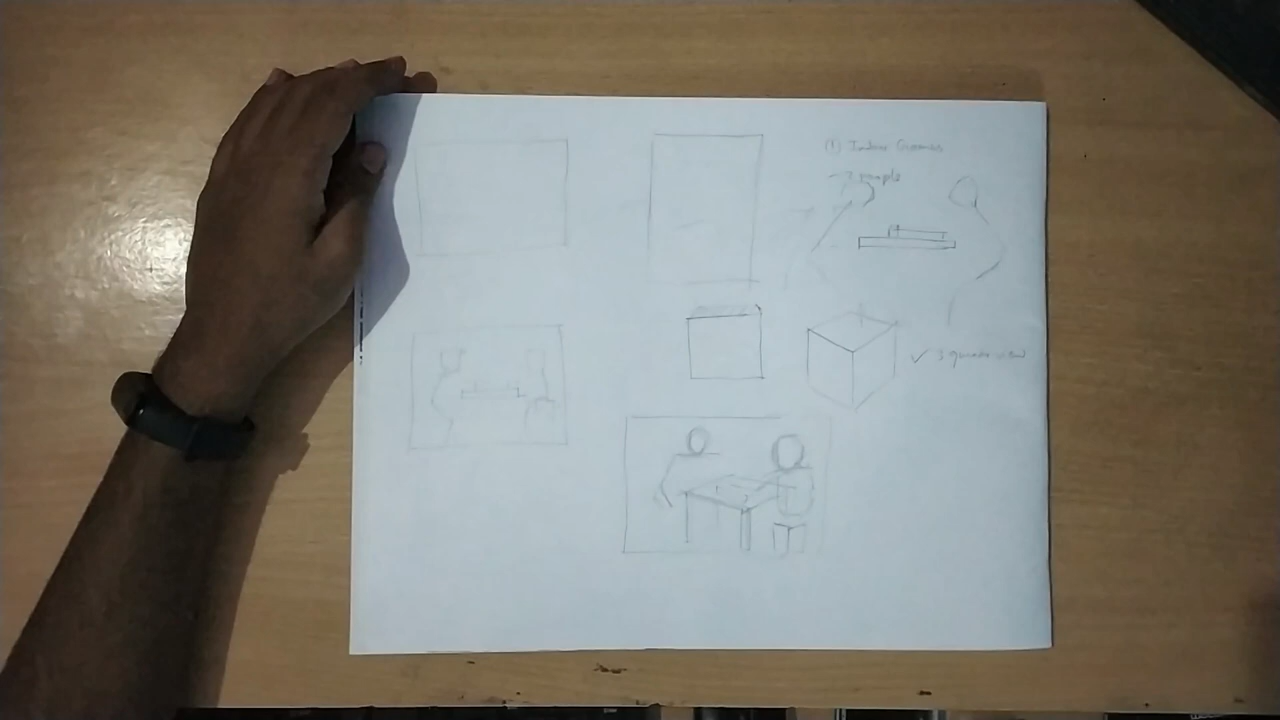 (1) Indoor Games
→ 2 people
✓ 3 quarter view